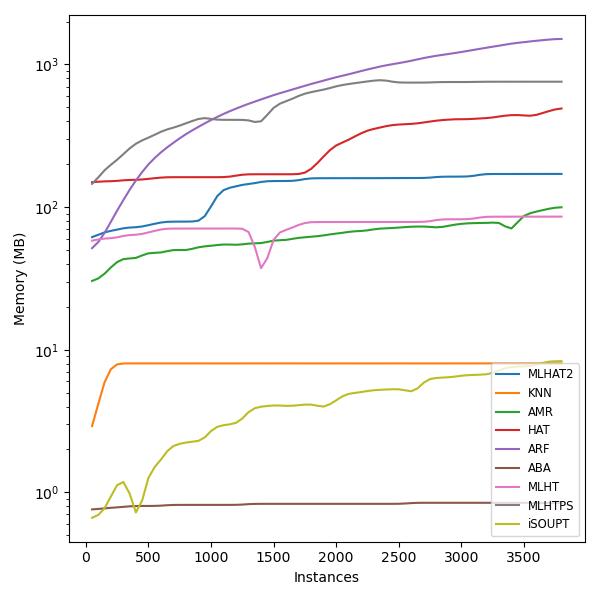 Memory (MB)
10³
10²
10¹
10⁰
0 500 1000 1500 2000 2500 3000 3500
Instances
MLHAT2
KNN
AMR
HAT
ARF
ABA
MLHT
MLHTPS
iSOUPT